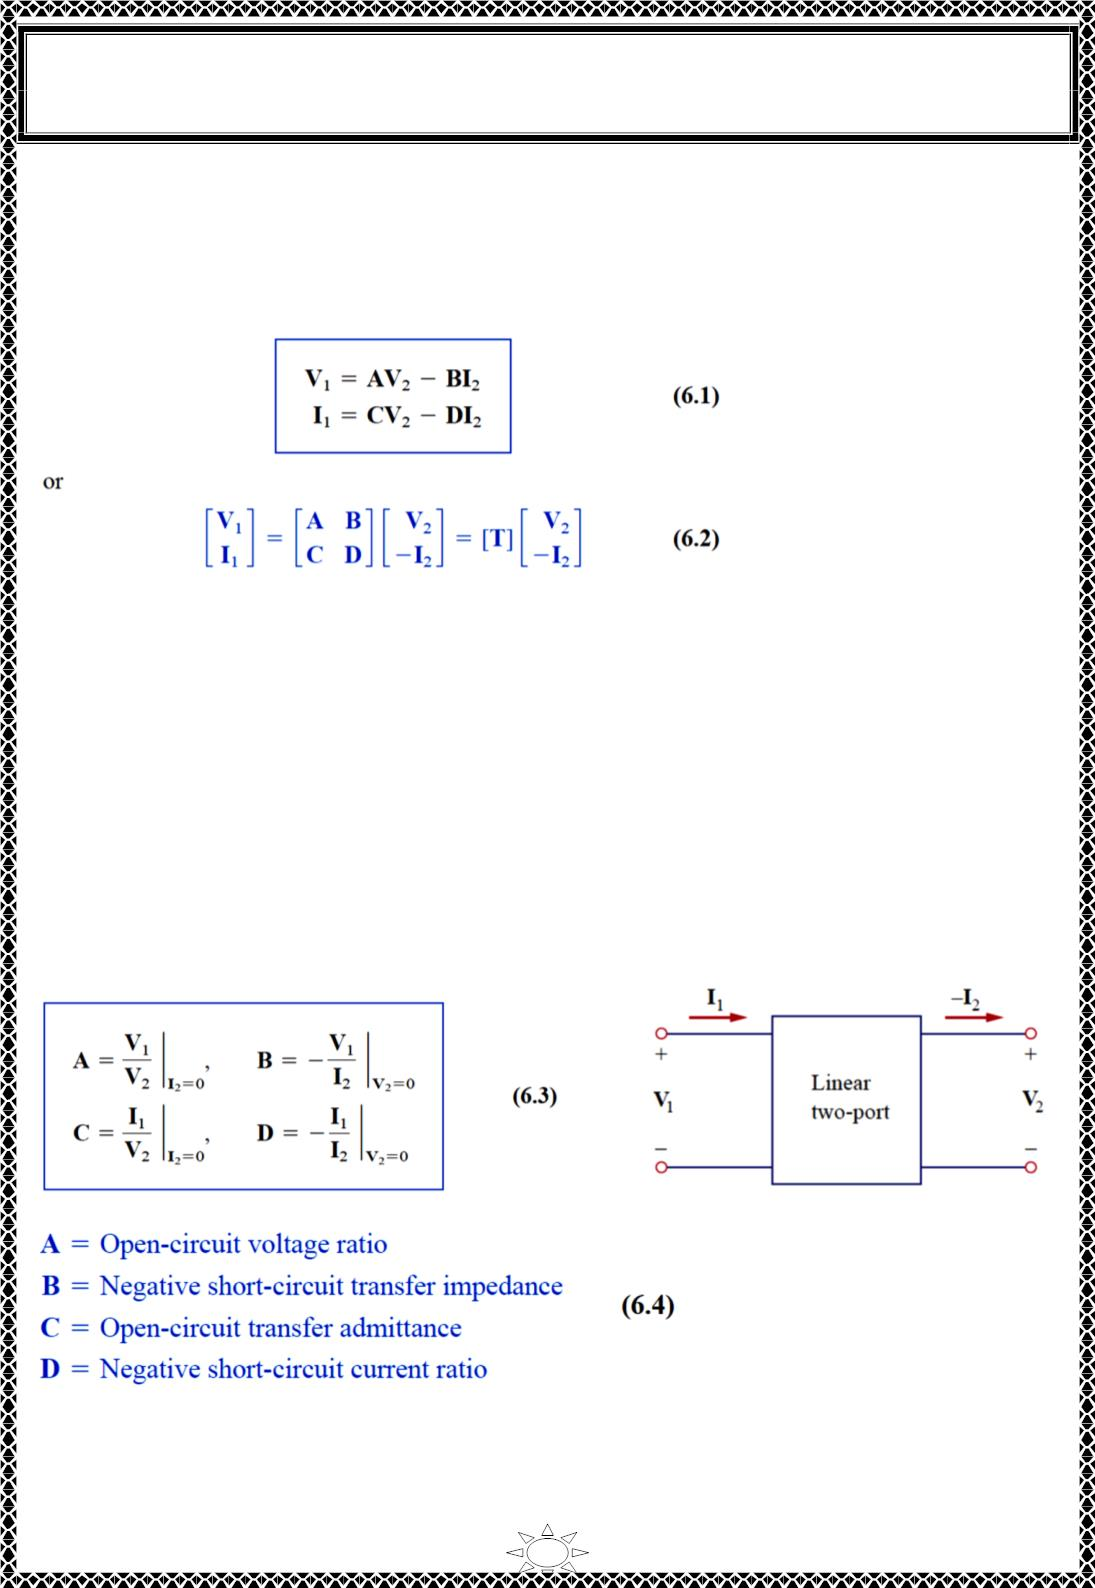 V₁ = AV₂ − BI₂
I₁ = CV₂ − DI₂
(6.1)
or
[V₁ I₁] = [A B C D] [V₂ −I₂] = [T] [V₂ −I₂]
(6.2)
A = V₁/V₂ |I₂=0, B = −V₁/I₂ |V₂=0
C = I₁/V₂ |I₂=0, D = −I₁/I₂ |V₂=0
(6.3)
I₁ −I₂
+ +
V₁ Linear two-port V₂
− −
A = Open-circuit voltage ratio
B = Negative short-circuit transfer impedance
C = Open-circuit transfer admittance
D = Negative short-circuit current ratio
(6.4)